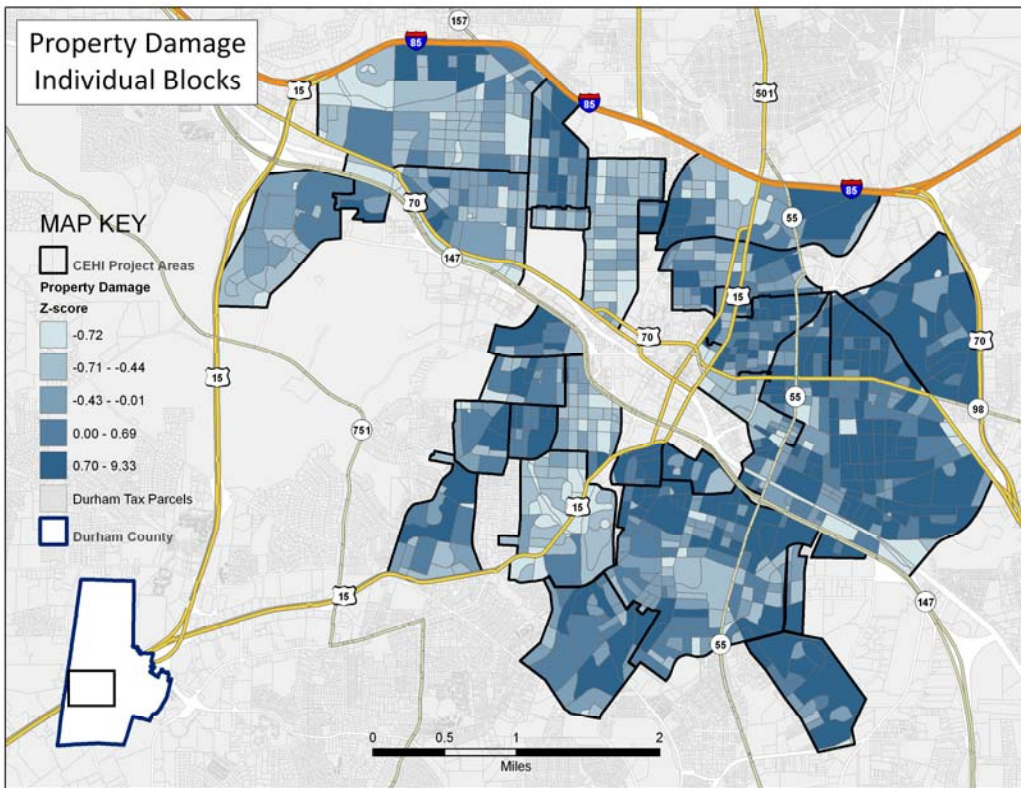 Property Damage
Individual Blocks
157
85
15
501
85
85
55
70
147
15
70
70
15
55
98
751
MAP KEY
CEHI Project Areas
Property Damage
Z-score
-0.72
-0.71 - -0.44
-0.43 - -0.01
0.00 - 0.69
0.70 - 9.33
Durham Tax Parcels
Durham County
15
15
147
55
0 0.5 1 2
Miles